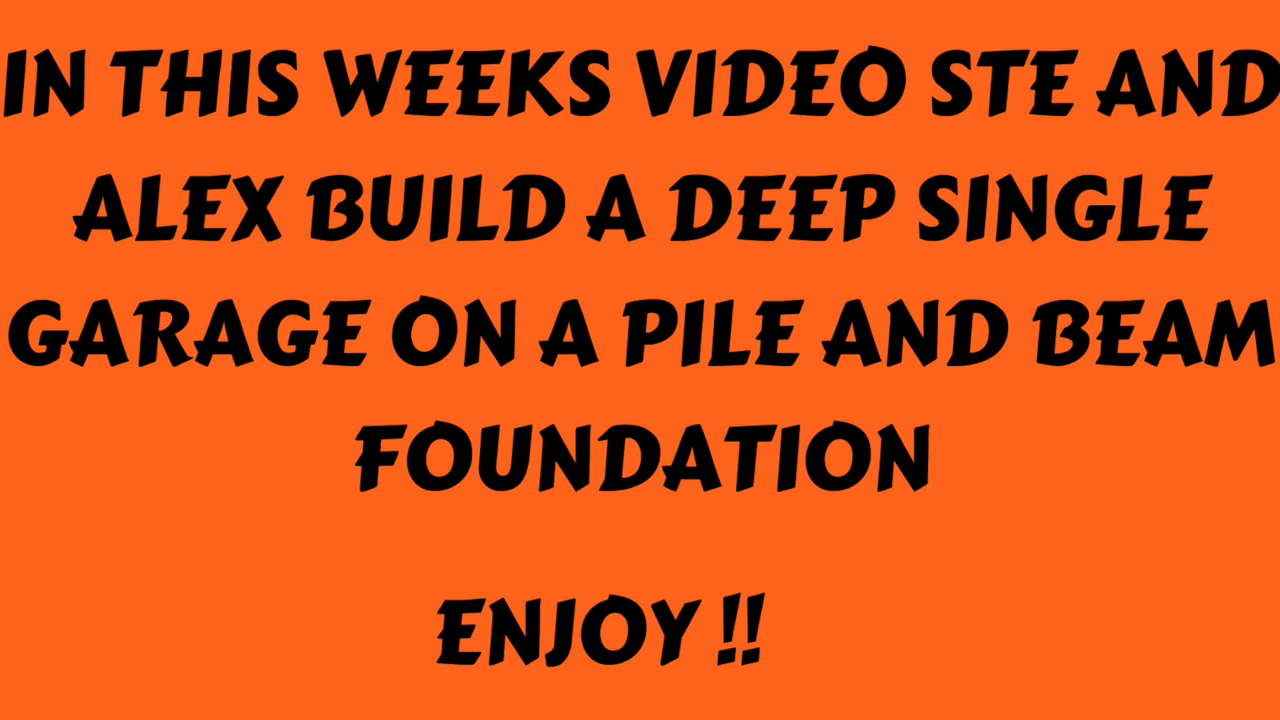 IN THIS WEEKS VIDEO STE AND
ALEX BUILD A DEEP SINGLE
GARAGE ON A PILE AND BEAM
FOUNDATION
ENJOY !!